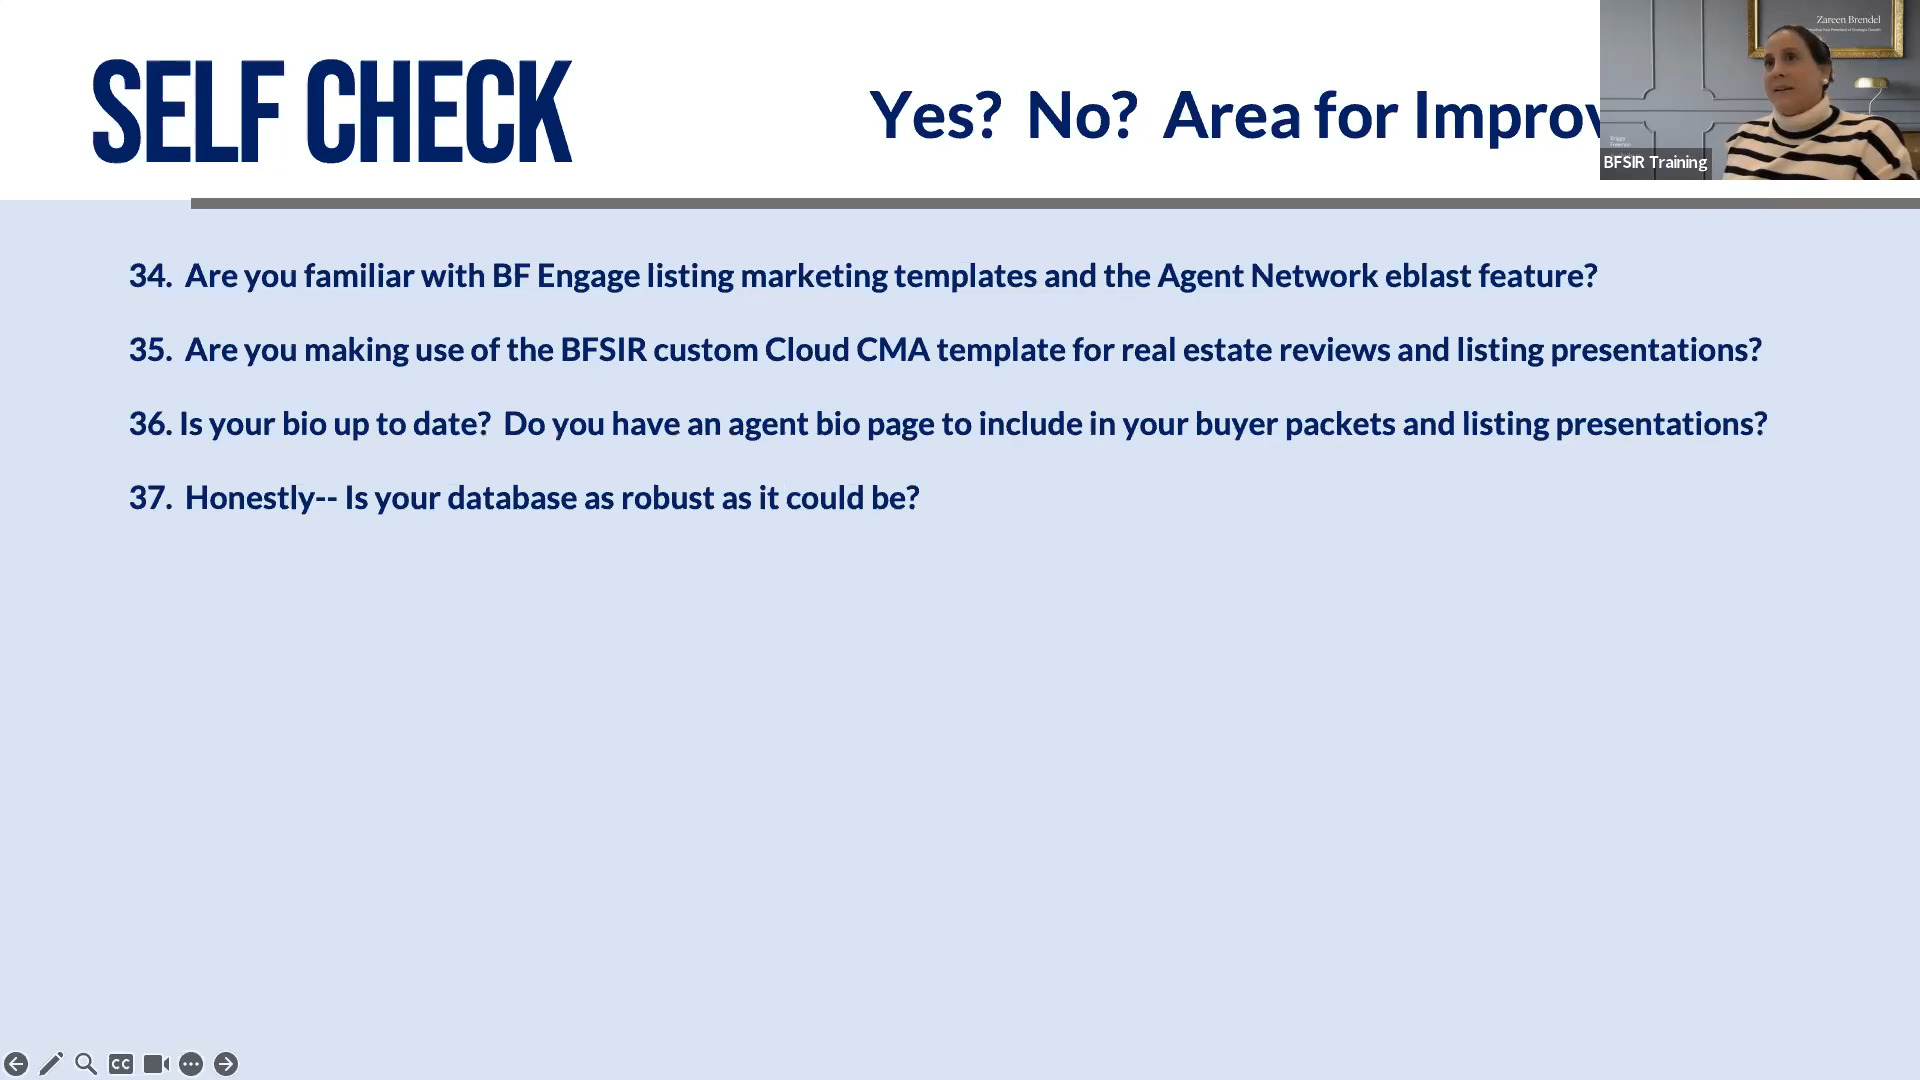 SELF CHECK
Yes? No? Area for Improv
Zareen Brendel
BFSIR Training
34. Are you familiar with BF Engage listing marketing templates and the Agent Network eblast feature?
35. Are you making use of the BFSIR custom Cloud CMA template for real estate reviews and listing presentations?
36. Is your bio up to date? Do you have an agent bio page to include in your buyer packets and listing presentations?
37. Honestly-- Is your database as robust as it could be?
CC